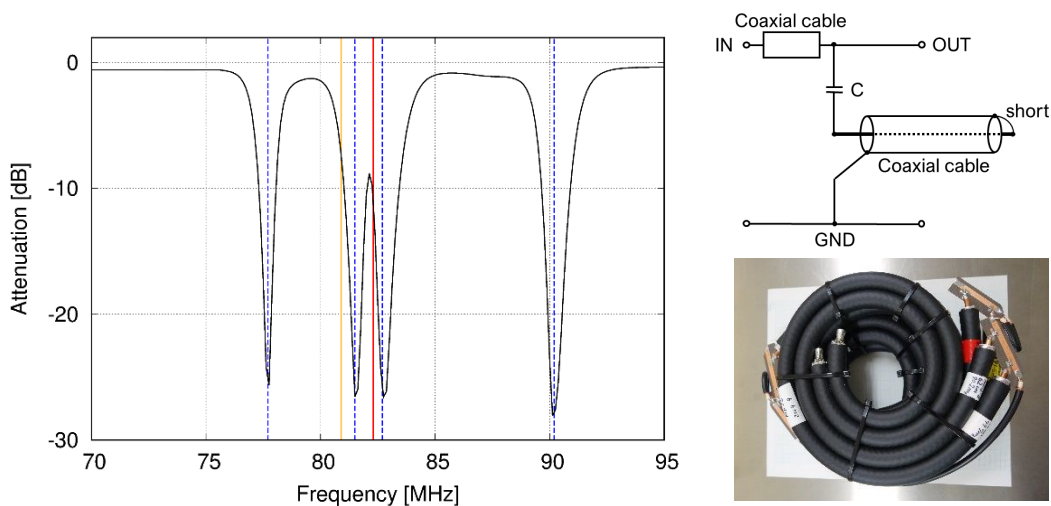 0
-10
-20
-30
Attenuation [dB]
70
75
80
85
90
95
Frequency [MHz]
Coaxial cable
IN
OUT
C
short
Coaxial cable
GND